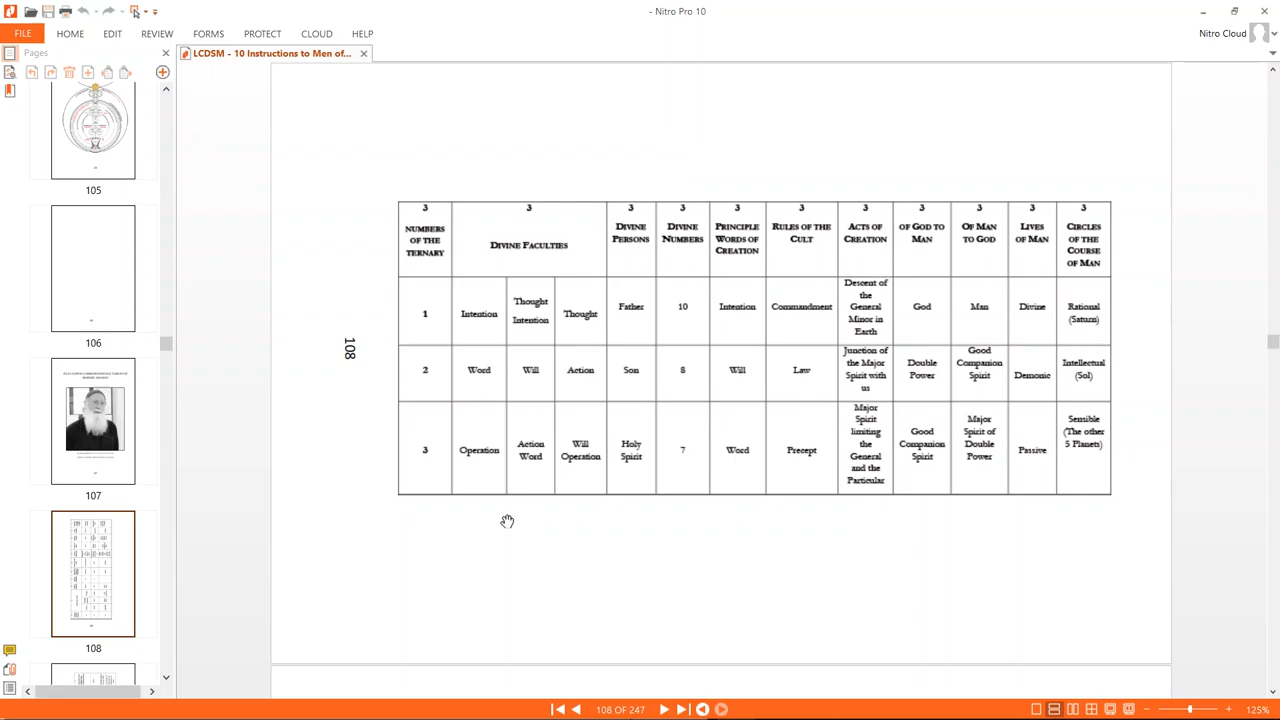 - Nitro Pro 10
FILE HOME EDIT REVIEW FORMS PROTECT CLOUD HELP
Nitro Cloud
Pages
LCDSM - 10 Instructions to Men of...
105
106
107
108
108
3 3 3 3 3 3 3 3 3 3 3
NUMBERS OF THE TERNARY
DIVINE FACULTIES
DIVINE PERSONS
DIVINE NUMBERS
PRINCIPLE WORDS OF CREATION
RULES OF THE CULT
ACTS OF CREATION
OF GOD TO MAN
OF MAN TO GOD
LIVES OF MAN
CIRCLES OF THE COURSE OF MAN
1 Intention Thought Intention Thought Father 10 Intention Commandment Descent of the General Minor in Earth God Man Divine Rational (Saturn)
2 Word Will Action Son 8 Will Law Junction of the Major Spirit with us Double Power Good Companion Spirit Demonic Intellectual (Sol)
3 Operation Action Word Will Operation Holy Spirit 7 Word Precept Major Spirit limiting the General and the Particular Good Companion Spirit Major Spirit of Double Power Passive Sensible (The other 5 Planets)
108 OF 247
125%